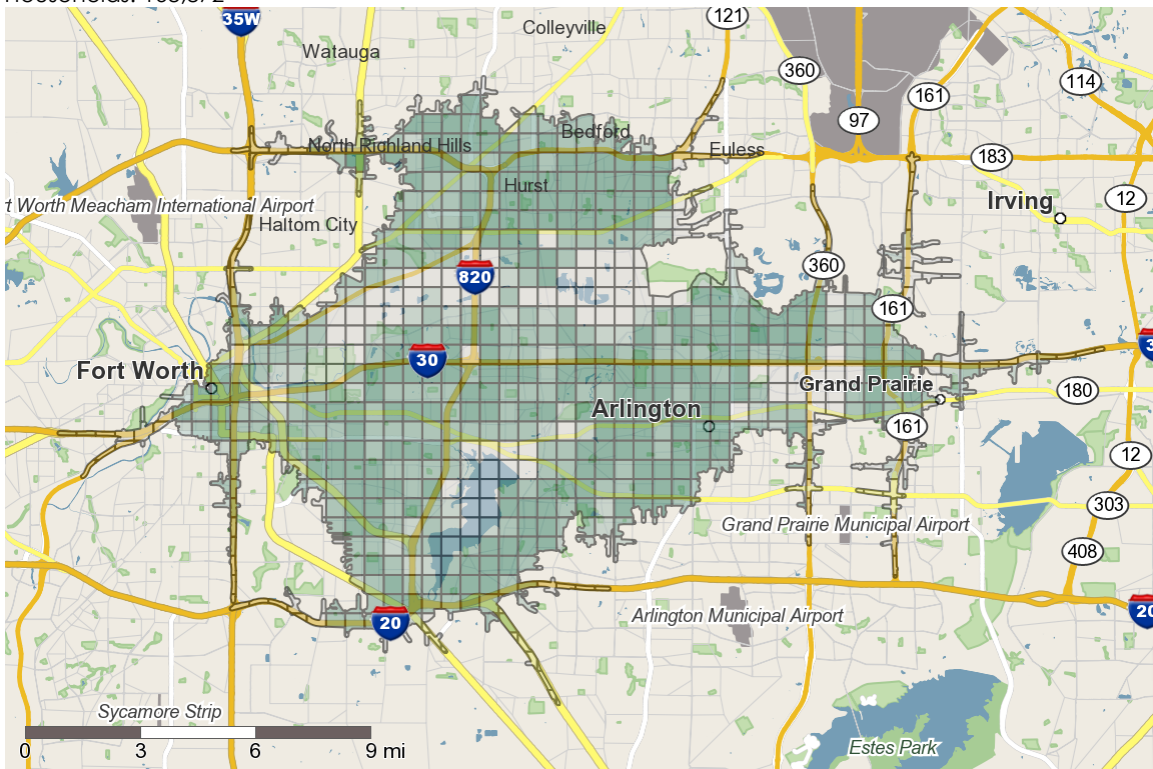 35W
121
Colleyville
Watauga
360
114
161
97
Bedford
North Richland Hills
Euless
183
Hurst
12
Irving
rt Worth Meacham International Airport
Haltom City
360
820
161
30
Fort Worth
Grand Prairie
180
Arlington
161
12
303
Grand Prairie Municipal Airport
408
20
20
Arlington Municipal Airport
Sycamore Strip
0 3 6 9 mi
Estes Park